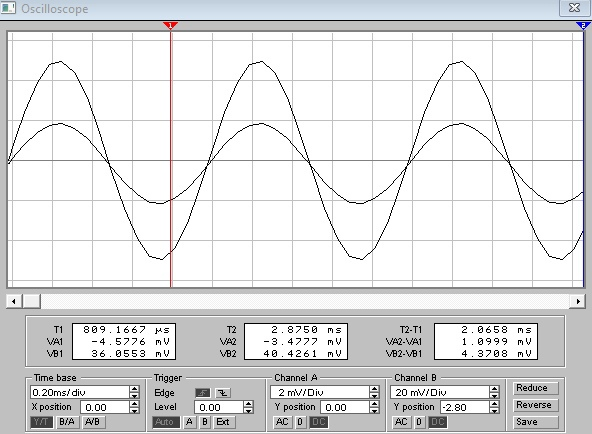 Oscilloscope
1
2
T1 809.1667 µs T2 2.8750 ms T2-T1 2.0658 ms
VA1 -4.5776 mV VA2 -3.4777 mV VA2-VA1 1.0999 mV
VB1 36.0553 mV VB2 40.4261 mV VB2-VB1 4.3708 mV
Time base Trigger Channel A Channel B Reduce
0.20ms/div Edge 2 mV/Div 20 mV/Div Reverse
X position 0.00 Level 0.00 Y position 0.00 Y position -2.80
Y/T B/A A/B Auto A B Ext AC 0 DC AC 0 DC Save